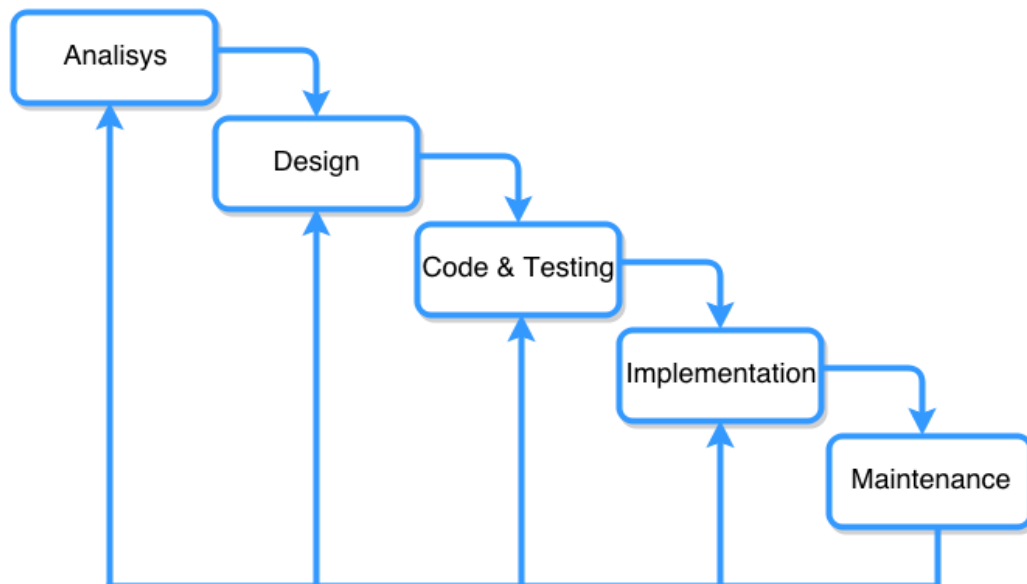 Analisys
Design
Code & Testing
Implementation
Maintenance